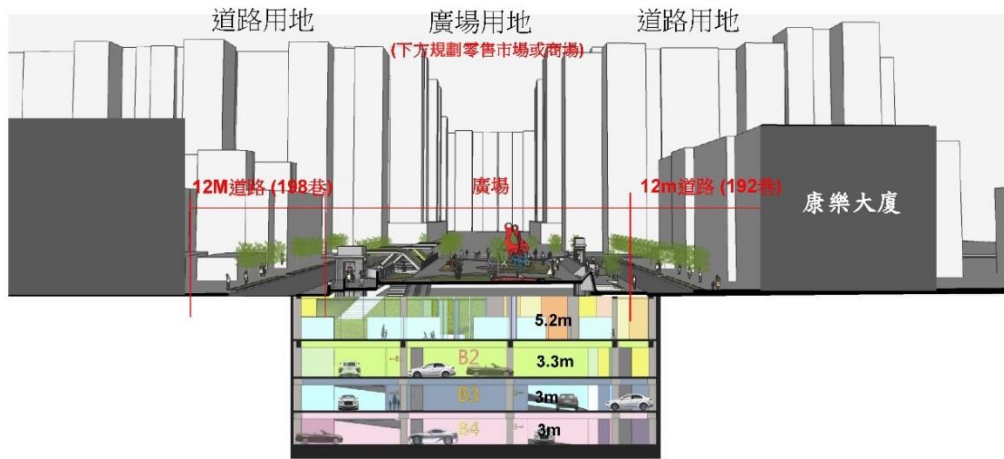 道路用地
廣場用地
道路用地
(下方規劃零售市場或商場)
12M道路 (198巷)
廣場
12m道路 (192巷)
康樂大廈
5.2m
B2
3.3m
B3
3m
B4
3m